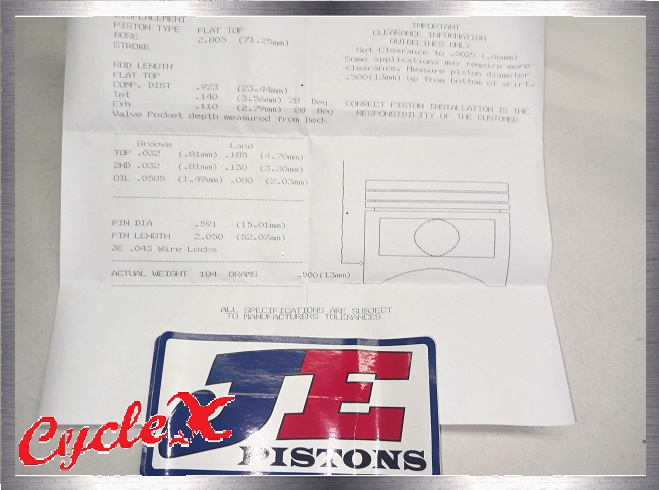 DISPLACEMENT
PISTON TYPE FLAT TOP
BORE 2.805 (71.25mm)
STROKE
ROD LENGTH
FLAT TOP
COMP. DIST .923 (23.44mm)
Int .140 (3.56mm) Deg
Exh .110 (2.79mm) 28 Deg
Valve Pocket depth measured from Deck
IMPORTANT
CLEARANCE INFORMATION
GUIDELINES ONLY
Set Clearance to .0025 (.06mm)
Some applications may require more
clearance. Measure piston diameter
.500(13mm) up from bottom of skirt.
CORRECT PISTON INSTALLATION IS THE
RESPONSIBILITY OF THE CUSTOMER
Groove Land
TOP .032 (.81mm) .185 (4.70mm)
2ND .032 (.81mm) .130 (3.30mm)
OIL .0585 (1.49mm) .080 (2.03mm)
PIN DIA .591 (15.01mm)
PIN LENGTH 2.050 (52.07mm)
JE .043 Wire Locks
ACTUAL WEIGHT 184 GRAMS
.500(13mm)
ALL SPECIFICATIONS ARE SUBJECT
TO MANUFACTURERS TOLERANCES
JE
PISTONS
CycleX